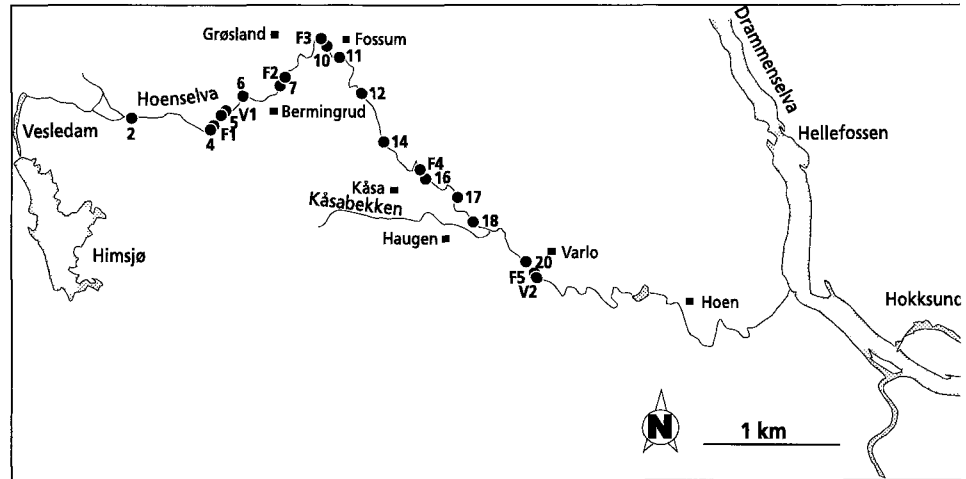 Grøsland
F3
Fossum
10
11
Drammenselva
F2
7
6
12
Hoenselva
Bermingrud
V1
5
F1
4
2
Vesledam
Hellefossen
14
F4
16
Kåsa
17
Kåsabekken
18
Haugen
Himsjø
20
Varlo
F5
V2
Hoen
Hokksund
N
1 km